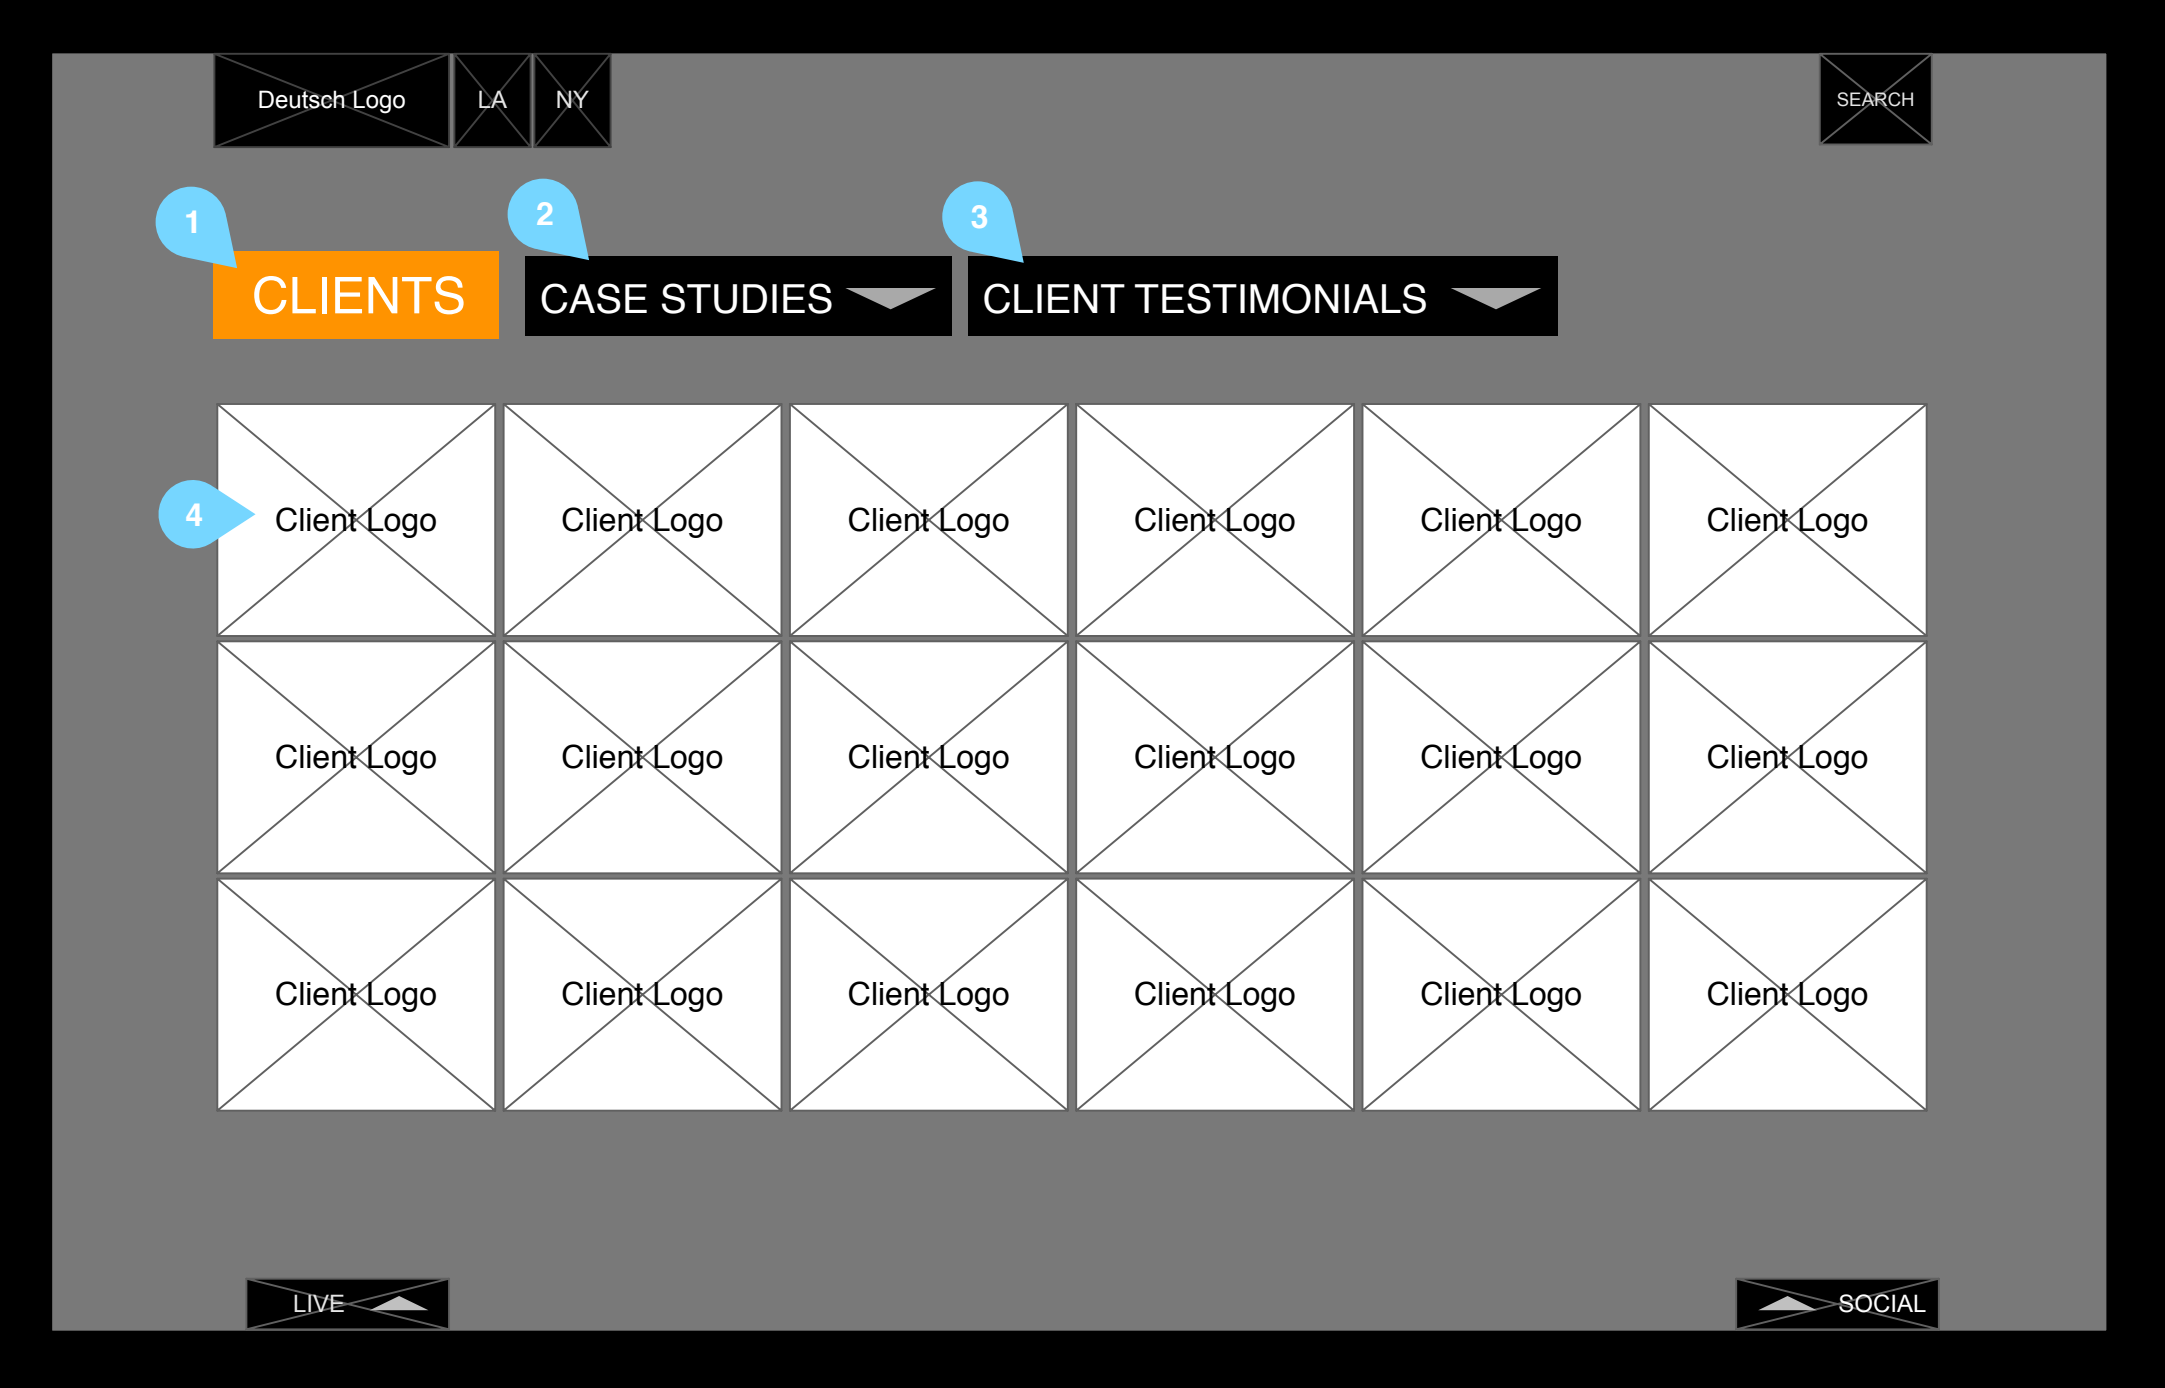 Deutsch Logo LA NY SEARCH
1 2 3
CLIENTS CASE STUDIES CLIENT TESTIMONIALS
4 Client Logo Client Logo Client Logo Client Logo Client Logo Client Logo
Client Logo Client Logo Client Logo Client Logo Client Logo Client Logo
Client Logo Client Logo Client Logo Client Logo Client Logo Client Logo
LIVE SOCIAL